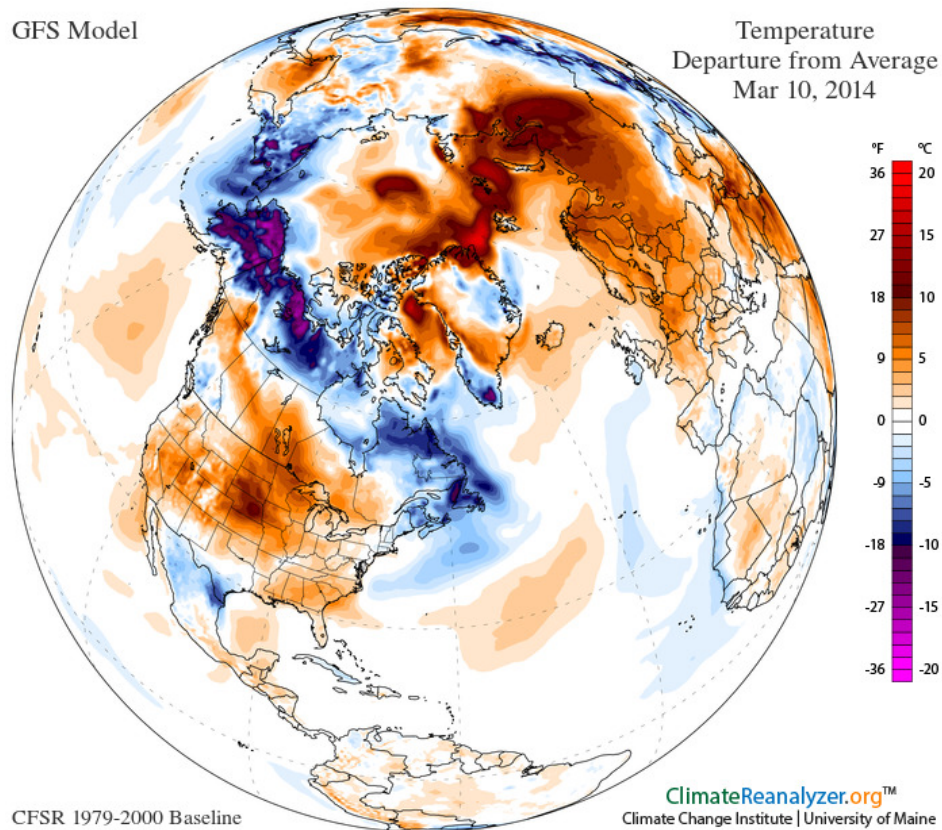 GFS Model
Temperature
Departure from Average
Mar 10, 2014
°F °C
36 20
27 15
18 10
9 5
0 0
-9 -5
-18 -10
-27 -15
-36 -20
CFSR 1979-2000 Baseline
ClimateReanalyzer.org™
Climate Change Institute | University of Maine